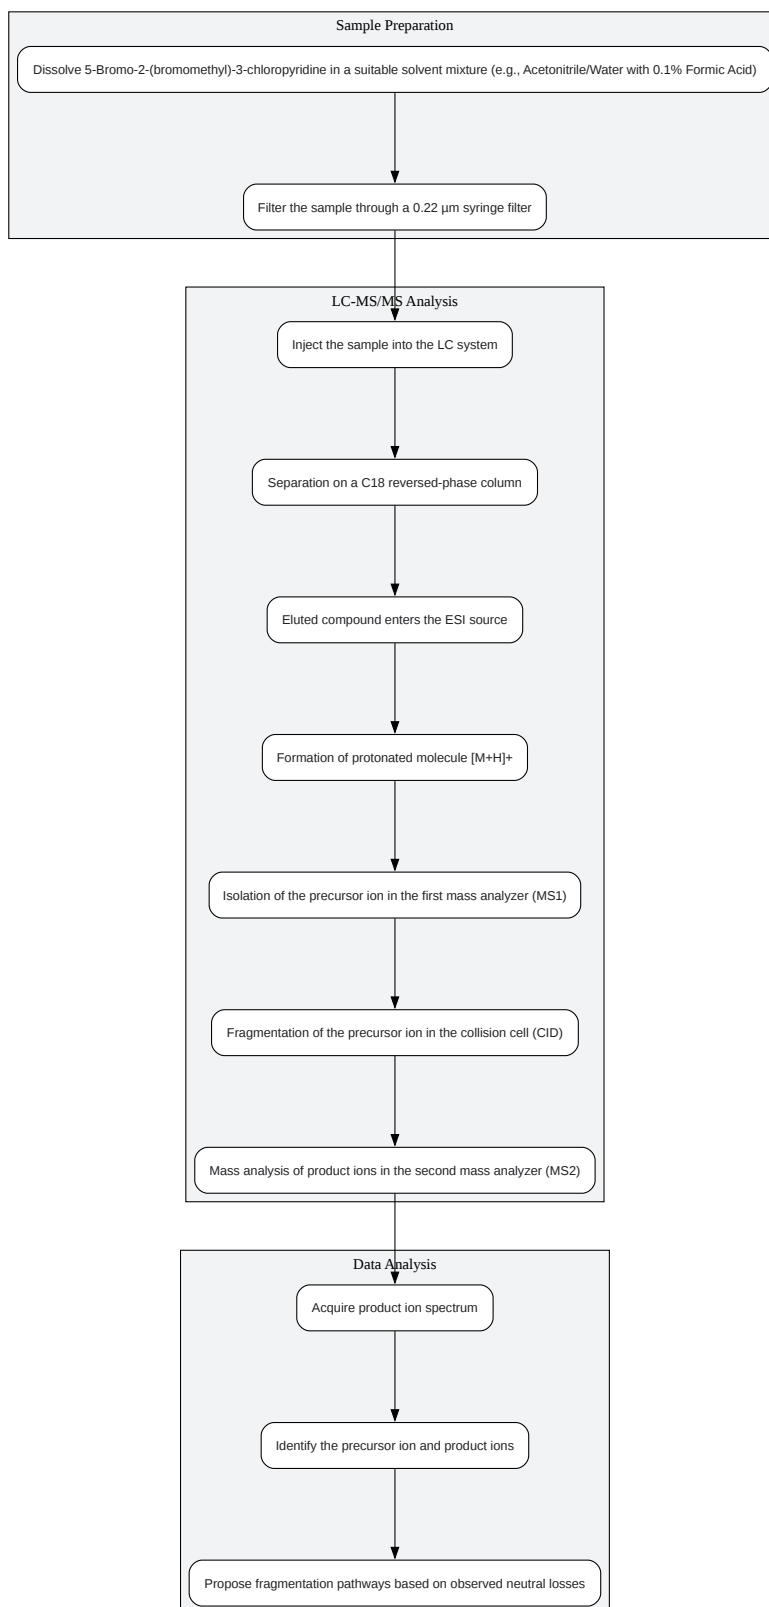 Sample Preparation
Dissolve 5-Bromo-2-(bromomethyl)-3-chloropyridine in a suitable solvent mixture (e.g., Acetonitrile/Water with 0.1% Formic Acid)
Filter the sample through a 0.22 µm syringe filter
LC-MS/MS Analysis
Inject the sample into the LC system
Separation on a C18 reversed-phase column
Eluted compound enters the ESI source
Formation of protonated molecule [M+H]+
Isolation of the precursor ion in the first mass analyzer (MS1)
Fragmentation of the precursor ion in the collision cell (CID)
Mass analysis of product ions in the second mass analyzer (MS2)
Data Analysis
Acquire product ion spectrum
Identify the precursor ion and product ions
Propose fragmentation pathways based on observed neutral losses